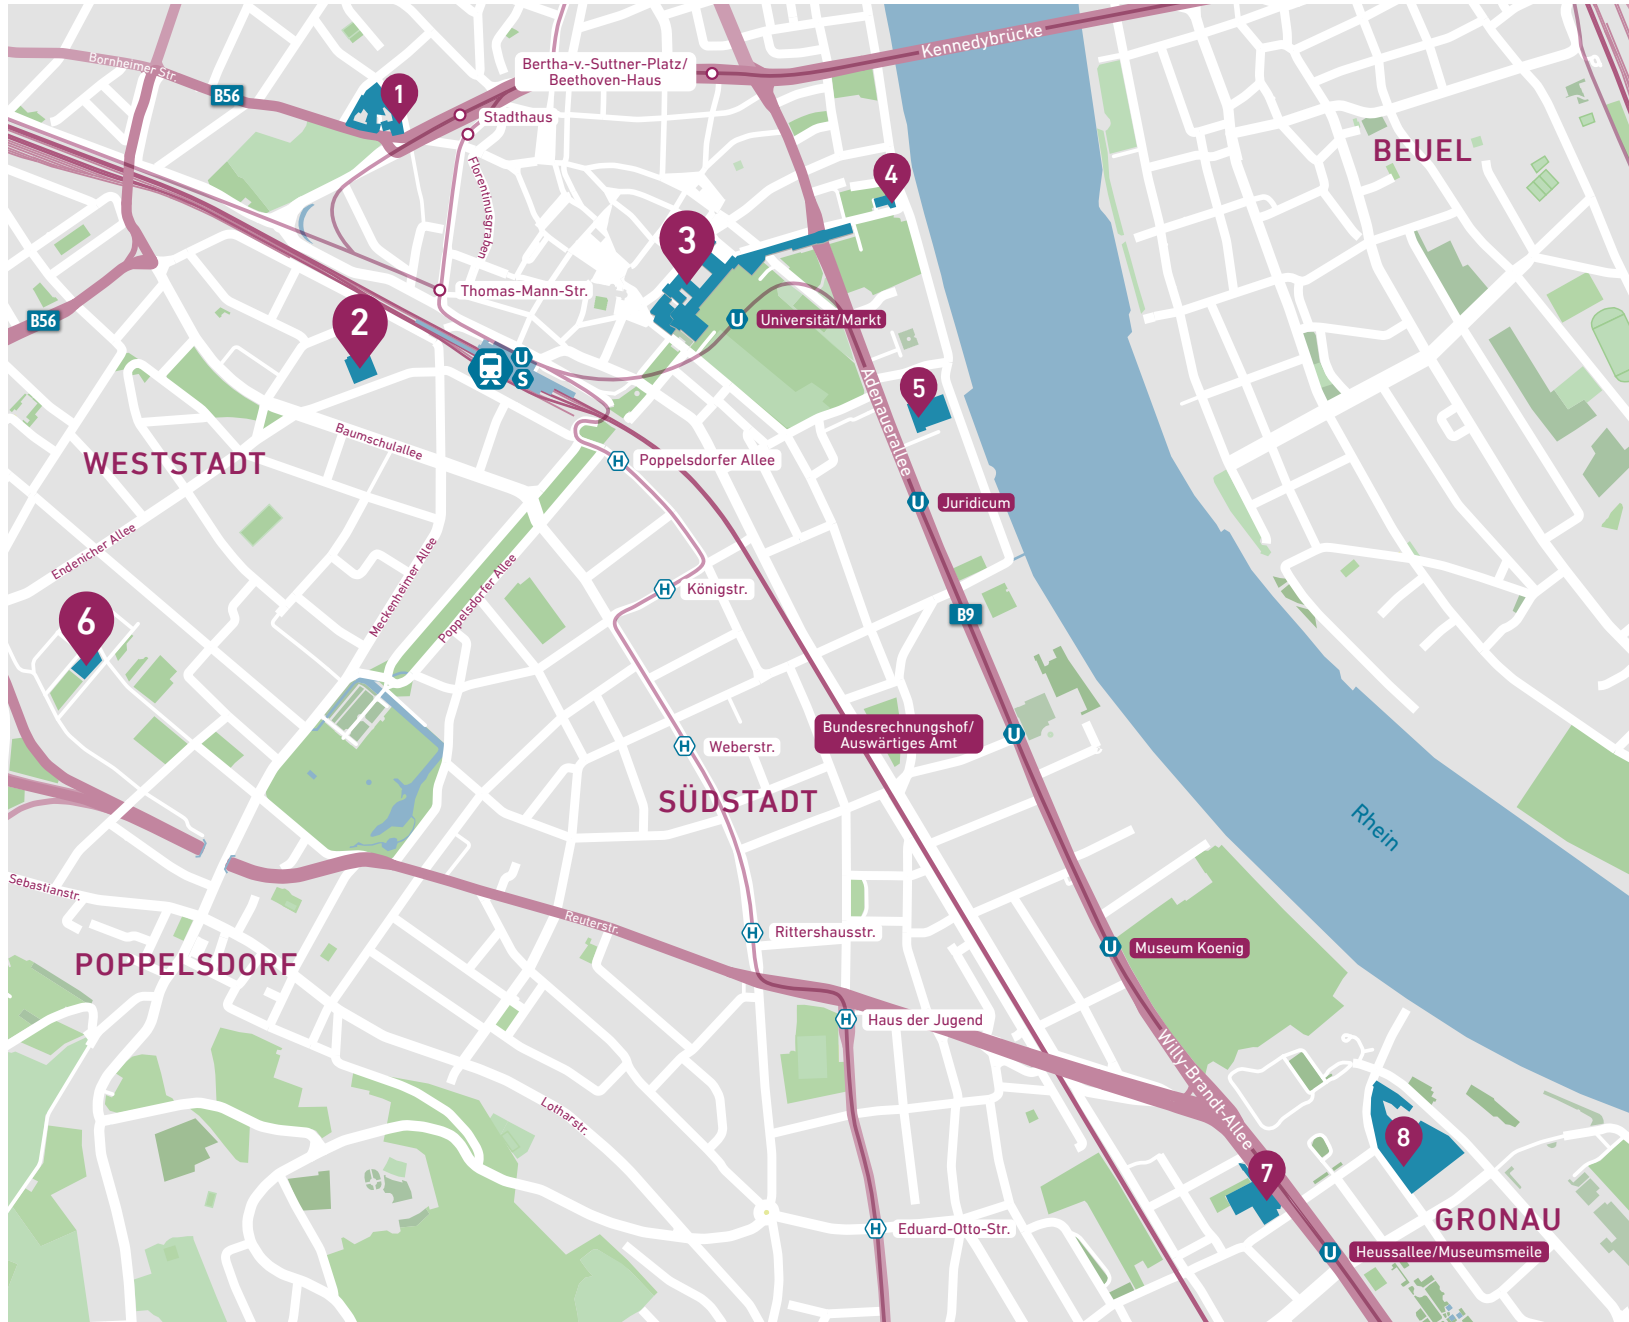 Kennedybrücke
Bertha-v.-Suttner-Platz/
Beethoven-Haus
Bornheimer Str.
B56
1
Stadthaus
BEUEL
4
Florentinusgraben
3
Thomas-Mann-Str.
B56
2
U
Universität/Markt
U
S
Adenauerallee
5
Baumschulallee
WESTSTADT
H
Poppelsdorfer Allee
U
Juridicum
Endenicher Allee
Meckenheimer Allee
Poppelsdorfer Allee
H
Königstr.
B9
6
Bundesrechnungshof/
Auswärtiges Amt
U
H
Weberstr.
SÜDSTADT
Rhein
Sebastianstr.
Reuterstr.
H
Rittershausstr.
U
Museum Koenig
POPPELSDORF
H
Haus der Jugend
Willy-Brandt-Allee
Lotharstr.
8
7
GRONAU
H
Eduard-Otto-Str.
U
Heussallee/Museumsmeile